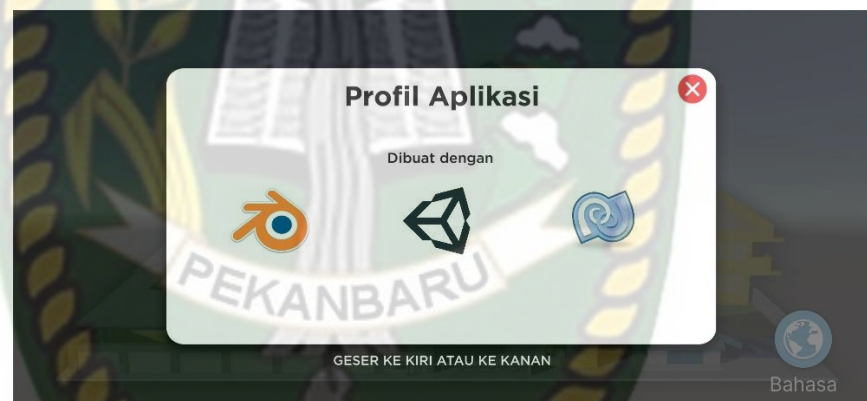 Profil Aplikasi
Dibuat dengan
PEKANBARU
GESER KE KIRI ATAU KE KANAN
Bahasa